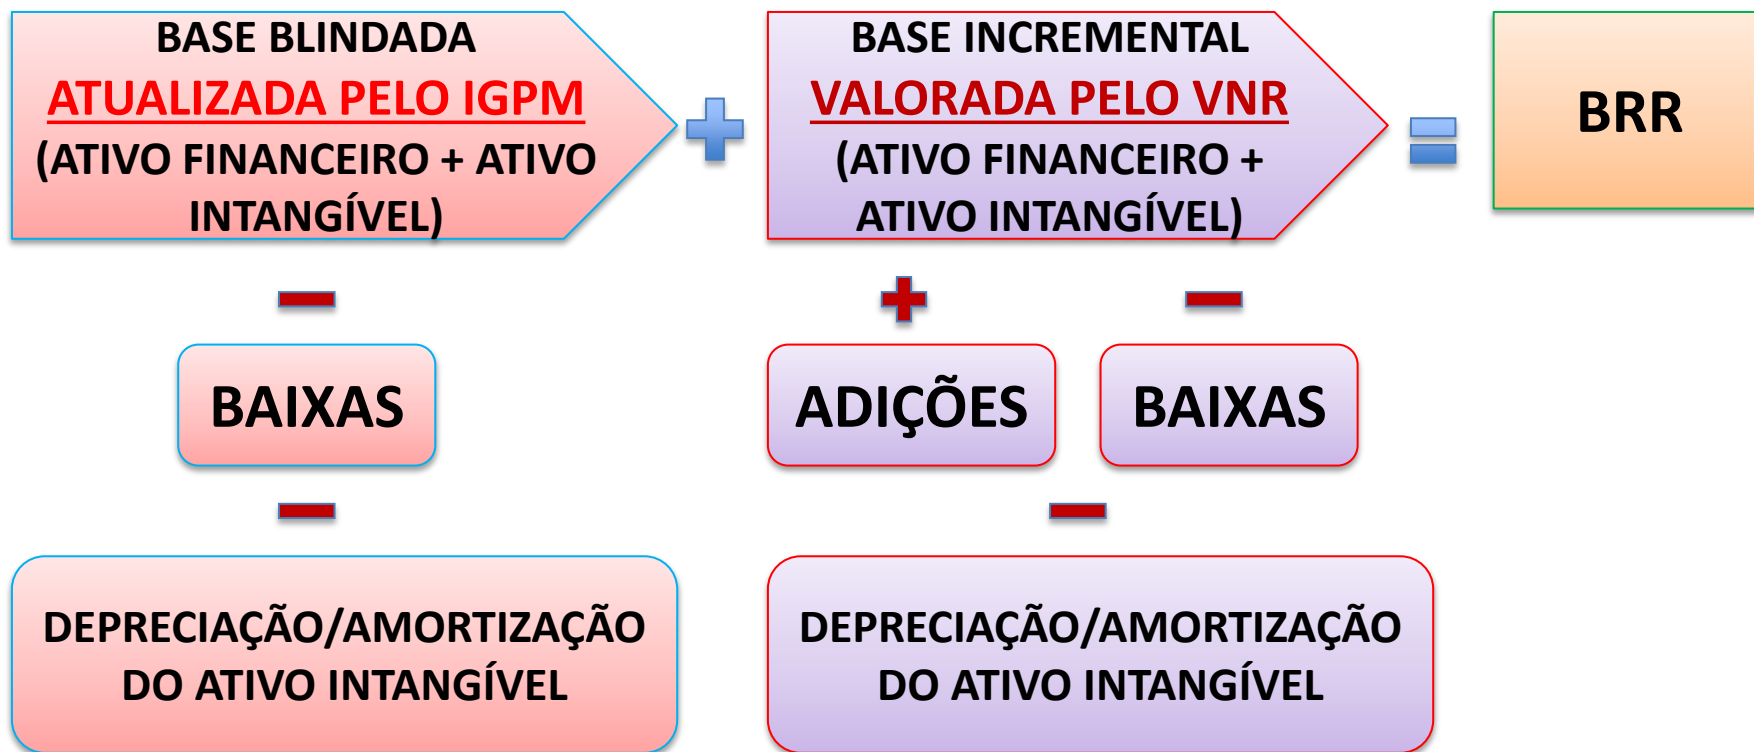 BASE BLINDADA
ATUALIZADA PELO IGPM
(ATIVO FINANCEIRO + ATIVO
INTANGÍVEL)
BASE INCREMENTAL
VALORADA PELO VNR
(ATIVO FINANCEIRO +
ATIVO INTANGÍVEL)
BRR
BAIXAS
ADIÇÕES
BAIXAS
DEPRECIAÇÃO/AMORTIZAÇÃO
DO ATIVO INTANGÍVEL
DEPRECIAÇÃO/AMORTIZAÇÃO
DO ATIVO INTANGÍVEL